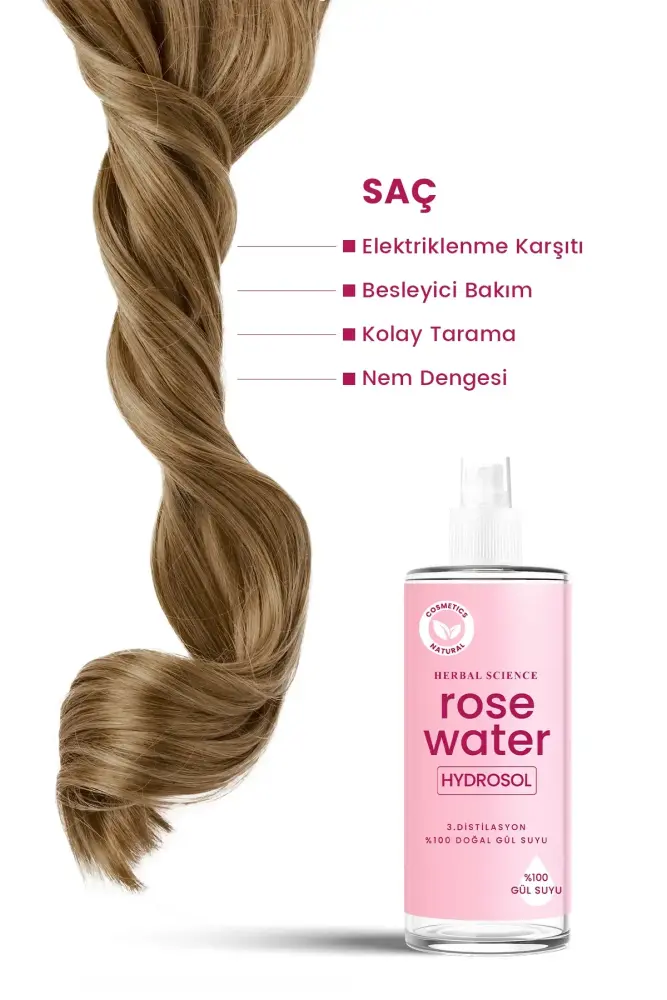 SAÇ
Elektriklenme Karşıtı
Besleyici Bakım
Kolay Tarama
Nem Dengesi
COSMETICS
NATURAL
HERBAL SCIENCE
rose
water
HYDROSOL
3.DİSTİLASYON
%100 DOĞAL GÜL SUYU
%100
GÜL SUYU